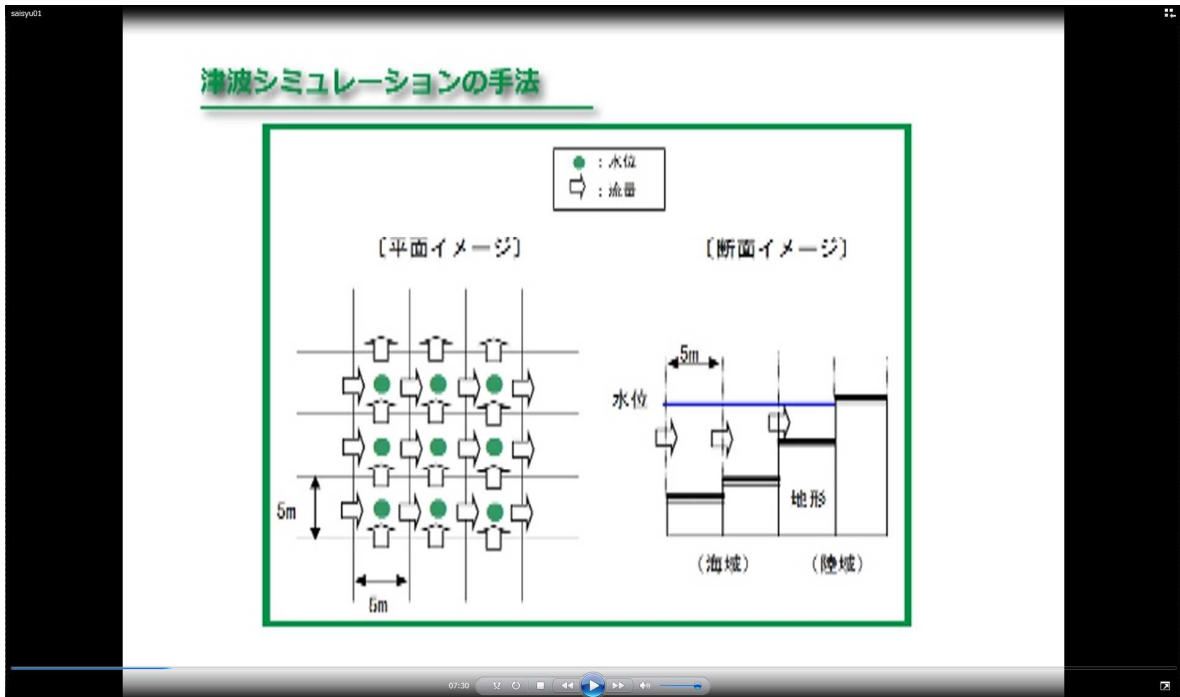 saisyu01
津波シミュレーションの手法
：水位
：流量
〔平面イメージ〕
〔断面イメージ〕
5m
5m
5m
水位
地形
（海域）
（陸域）
07:30